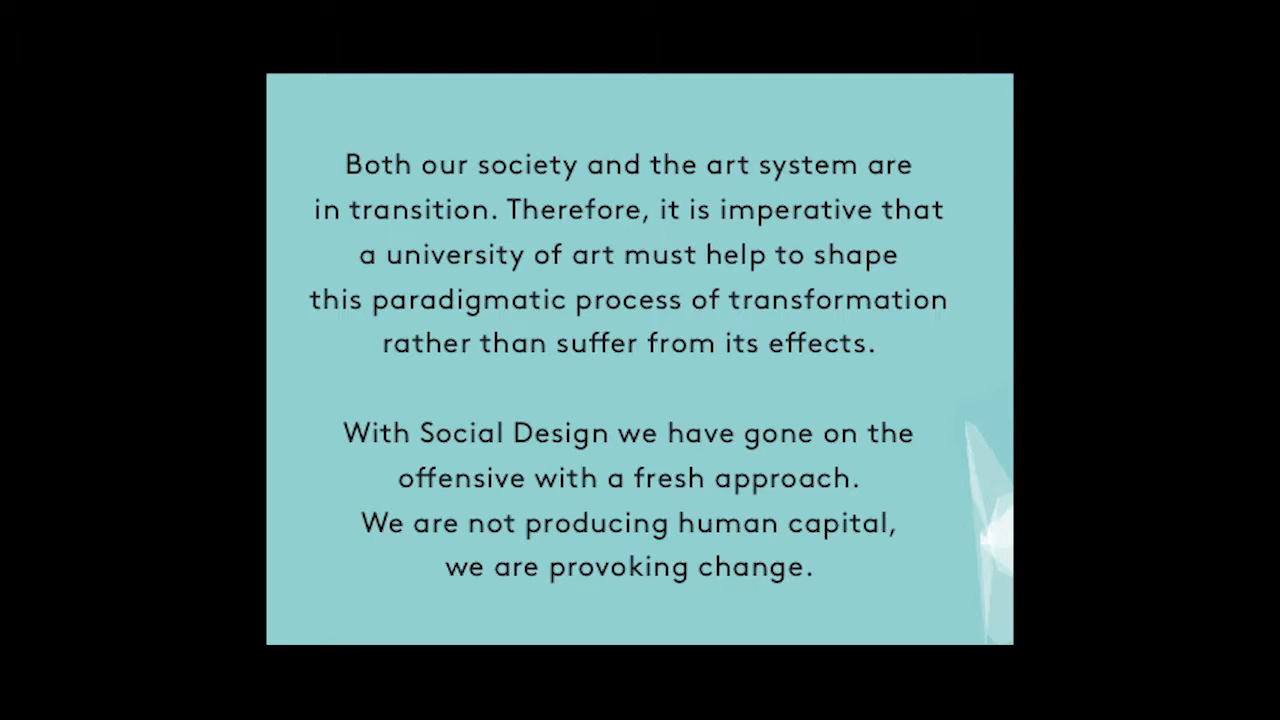 Both our society and the art system are
in transition. Therefore, it is imperative that
a university of art must help to shape
this paradigmatic process of transformation
rather than suffer from its effects.
With Social Design we have gone on the
offensive with a fresh approach.
We are not producing human capital,
we are provoking change.